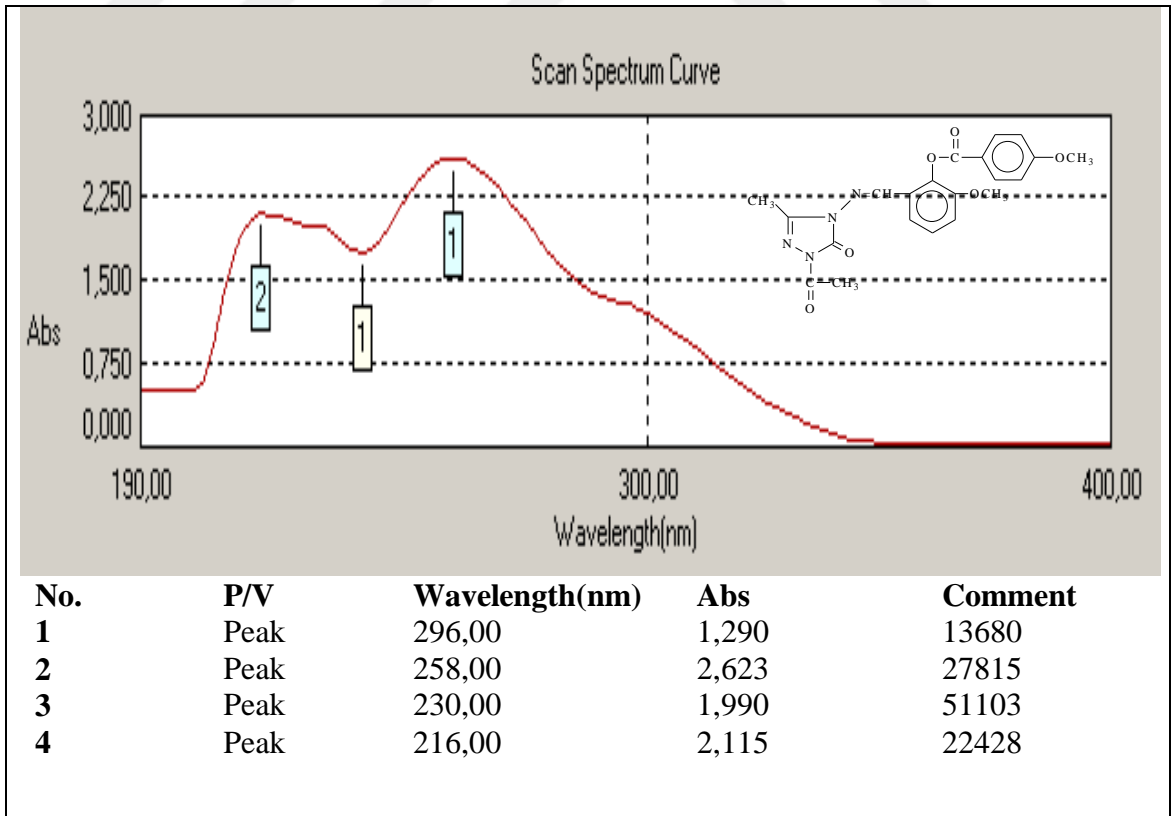 Scan Spectrum Curve
3,000
2,250
1,500
Abs
0,750
0,000
190,00 300,00 400,00
Wavelength(nm)
2
1
1
O
O—C
OCH3
CH3
N=CH
OCH3
N
N
N
O
C—CH3
O
No. P/V Wavelength(nm) Abs Comment
1 Peak 296,00 1,290 13680
2 Peak 258,00 2,623 27815
3 Peak 230,00 1,990 51103
4 Peak 216,00 2,115 22428